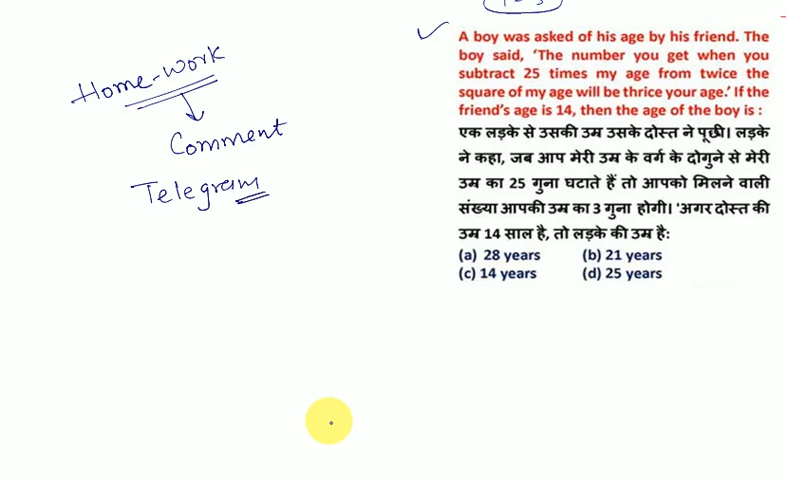 Home-work
Comment
Telegram
A boy was asked of his age by his friend. The
boy said, ‘The number you get when you
subtract 25 times my age from twice the
square of my age will be thrice your age.’ If the
friend’s age is 14, then the age of the boy is :
एक लड़के से उसकी उम्र उसके दोस्त ने पूछी। लड़के
ने कहा, जब आप मेरी उम्र के वर्ग के दोगुने से मेरी
उम्र का 25 गुना घटाते हैं तो आपको मिलने वाली
संख्या आपकी उम्र का 3 गुना होगी। 'अगर दोस्त की
उम्र 14 साल है, तो लड़के की उम्र है:
(a) 28 years (b) 21 years
(c) 14 years (d) 25 years